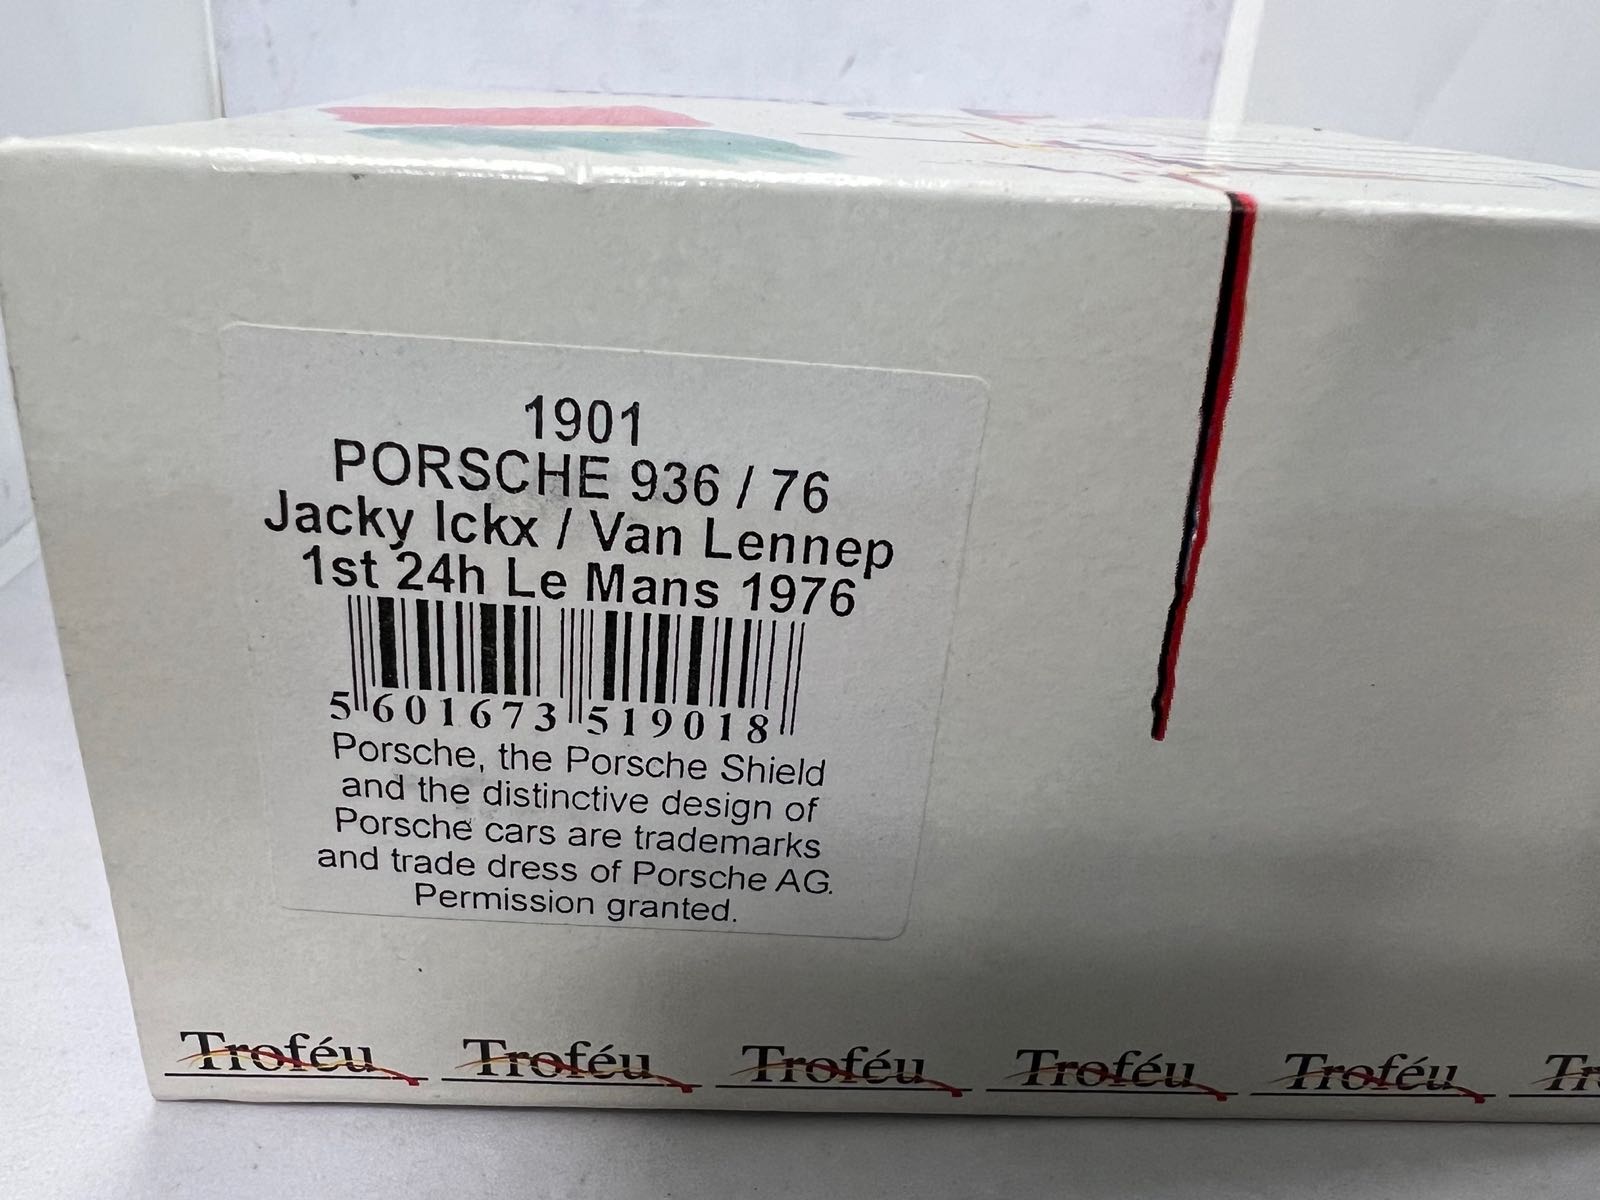 1901
PORSCHE 936 / 76
Jacky Ickx / Van Lennep
1st 24h Le Mans 1976
5 601673 519018
Porsche, the Porsche Shield
and the distinctive design of
Porsche cars are trademarks
and trade dress of Porsche AG.
Permission granted.
Troféu Troféu Troféu Troféu Troféu Tr